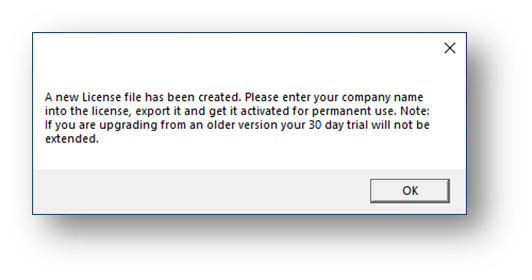 A new License file has been created. Please enter your company name
into the license, export it and get it activated for permanent use. Note:
If you are upgrading from an older version your 30 day trial will not be
extended.
OK